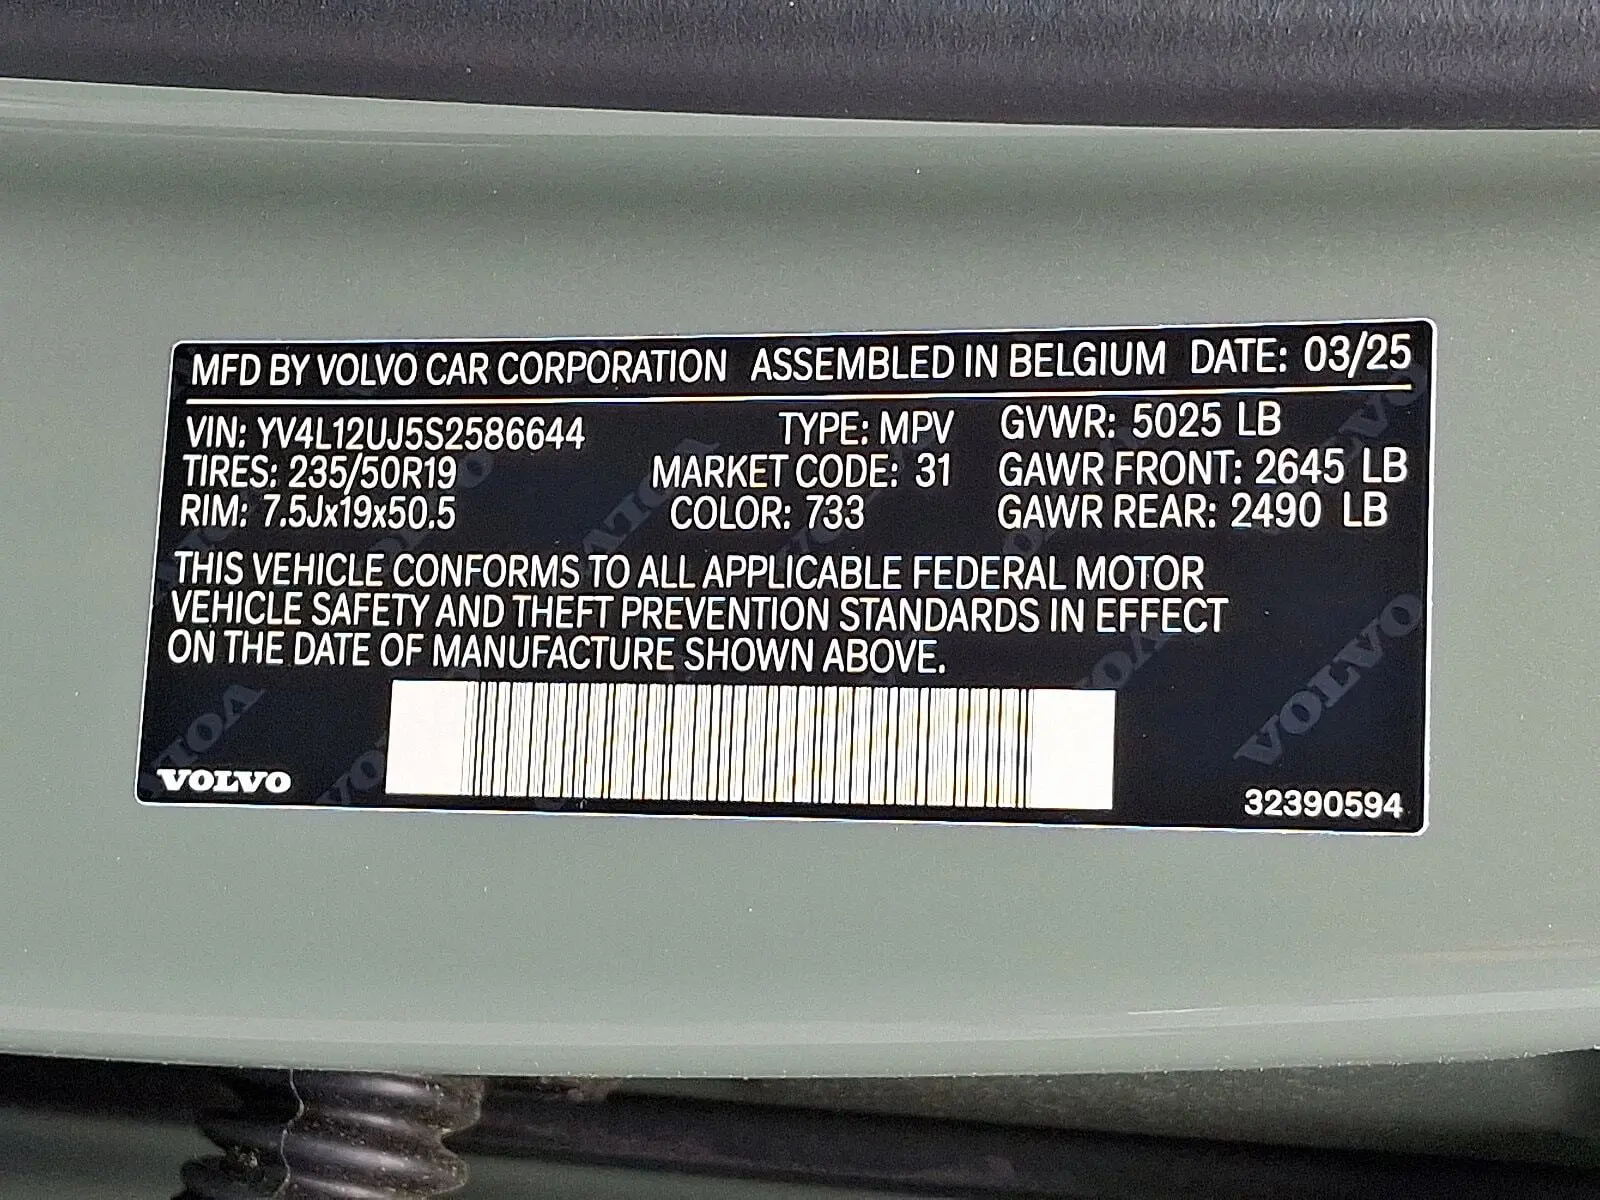 MFD BY VOLVO CAR CORPORATION ASSEMBLED IN BELGIUM DATE: 03/25
VIN: YV4L12UJ5S2586644 TYPE: MPV GVWR: 5025 LB
TIRES: 235/50R19 MARKET CODE: 31 GAWR FRONT: 2645 LB
RIM: 7.5Jx19x50.5 COLOR: 733 GAWR REAR: 2490 LB
THIS VEHICLE CONFORMS TO ALL APPLICABLE FEDERAL MOTOR
VEHICLE SAFETY AND THEFT PREVENTION STANDARDS IN EFFECT
ON THE DATE OF MANUFACTURE SHOWN ABOVE.
VOLVO
32390594